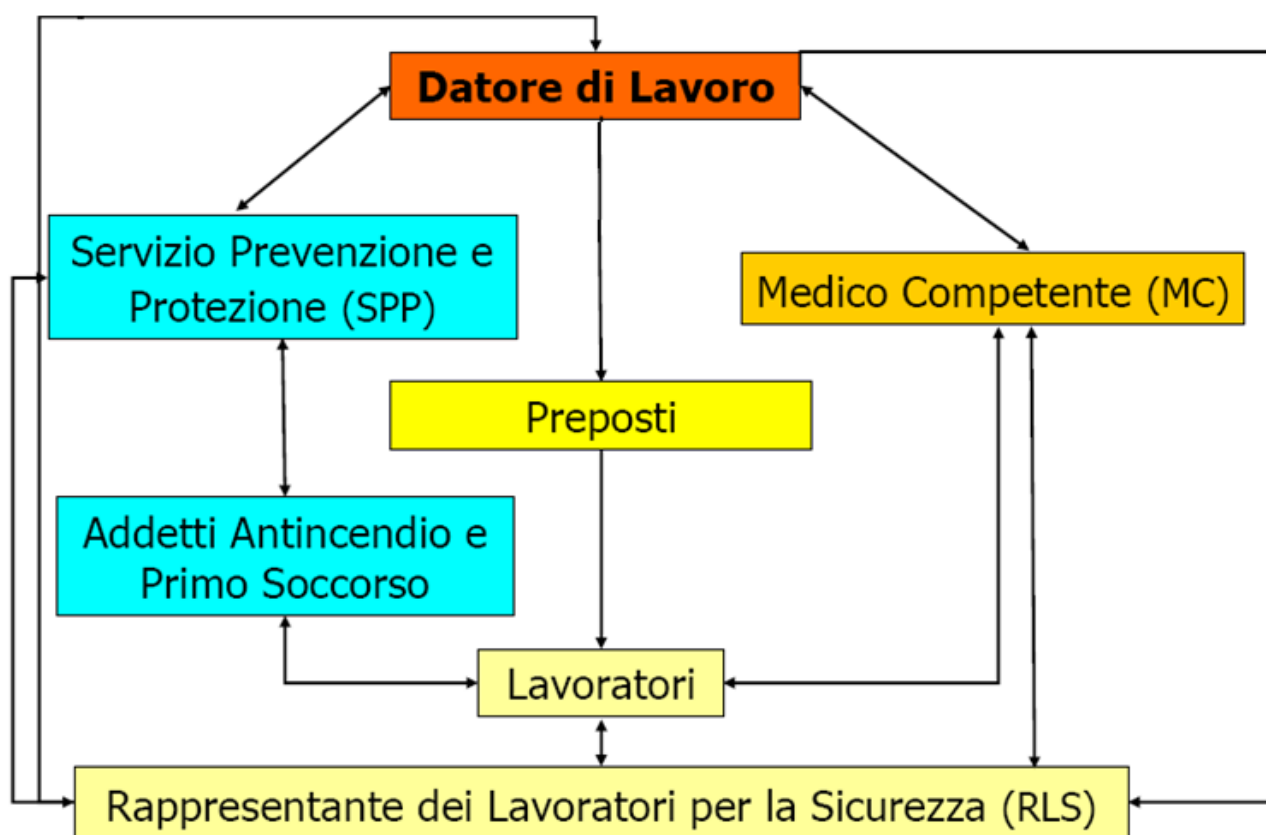 Datore di Lavoro
Servizio Prevenzione e
Protezione (SPP)
Medico Competente (MC)
Preposti
Addetti Antincendio e
Primo Soccorso
Lavoratori
Rappresentante dei Lavoratori per la Sicurezza (RLS)